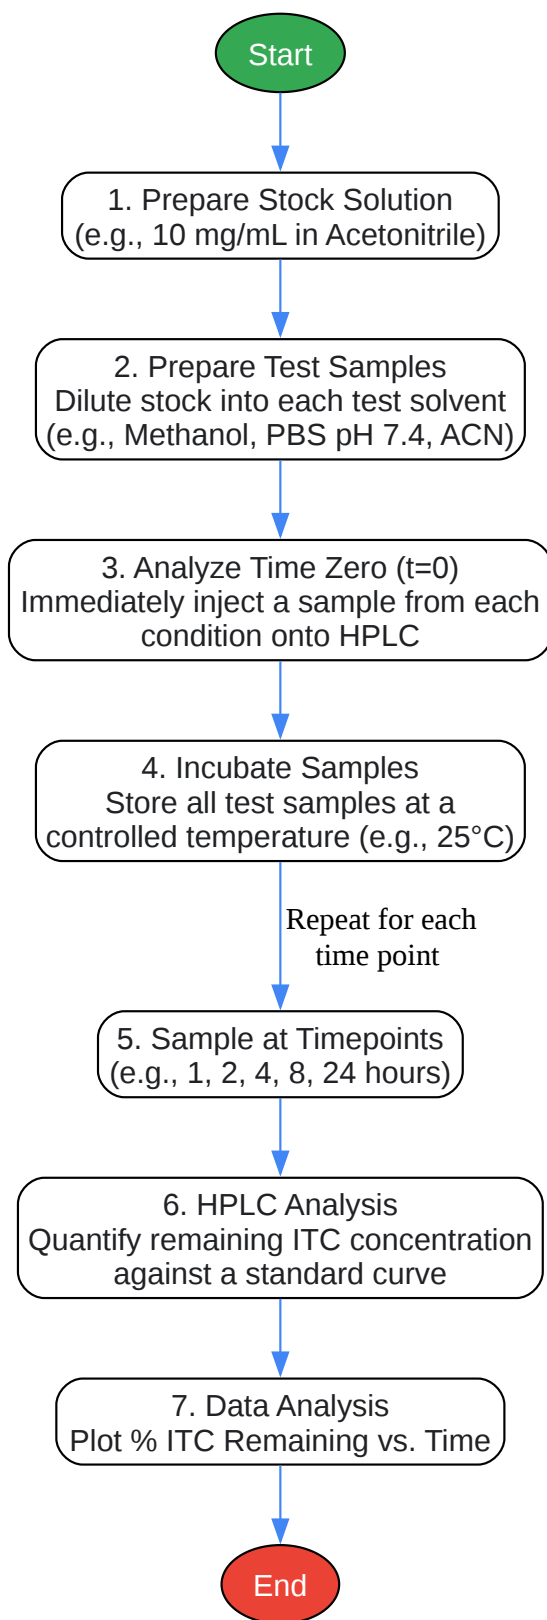 Start
1. Prepare Stock Solution
(e.g., 10 mg/mL in Acetonitrile)
2. Prepare Test Samples
Dilute stock into each test solvent
(e.g., Methanol, PBS pH 7.4, ACN)
3. Analyze Time Zero (t=0)
Immediately inject a sample from each
condition onto HPLC
4. Incubate Samples
Store all test samples at a
controlled temperature (e.g., 25°C)
Repeat for each
time point
5. Sample at Timepoints
(e.g., 1, 2, 4, 8, 24 hours)
6. HPLC Analysis
Quantify remaining ITC concentration
against a standard curve
7. Data Analysis
Plot % ITC Remaining vs. Time
End